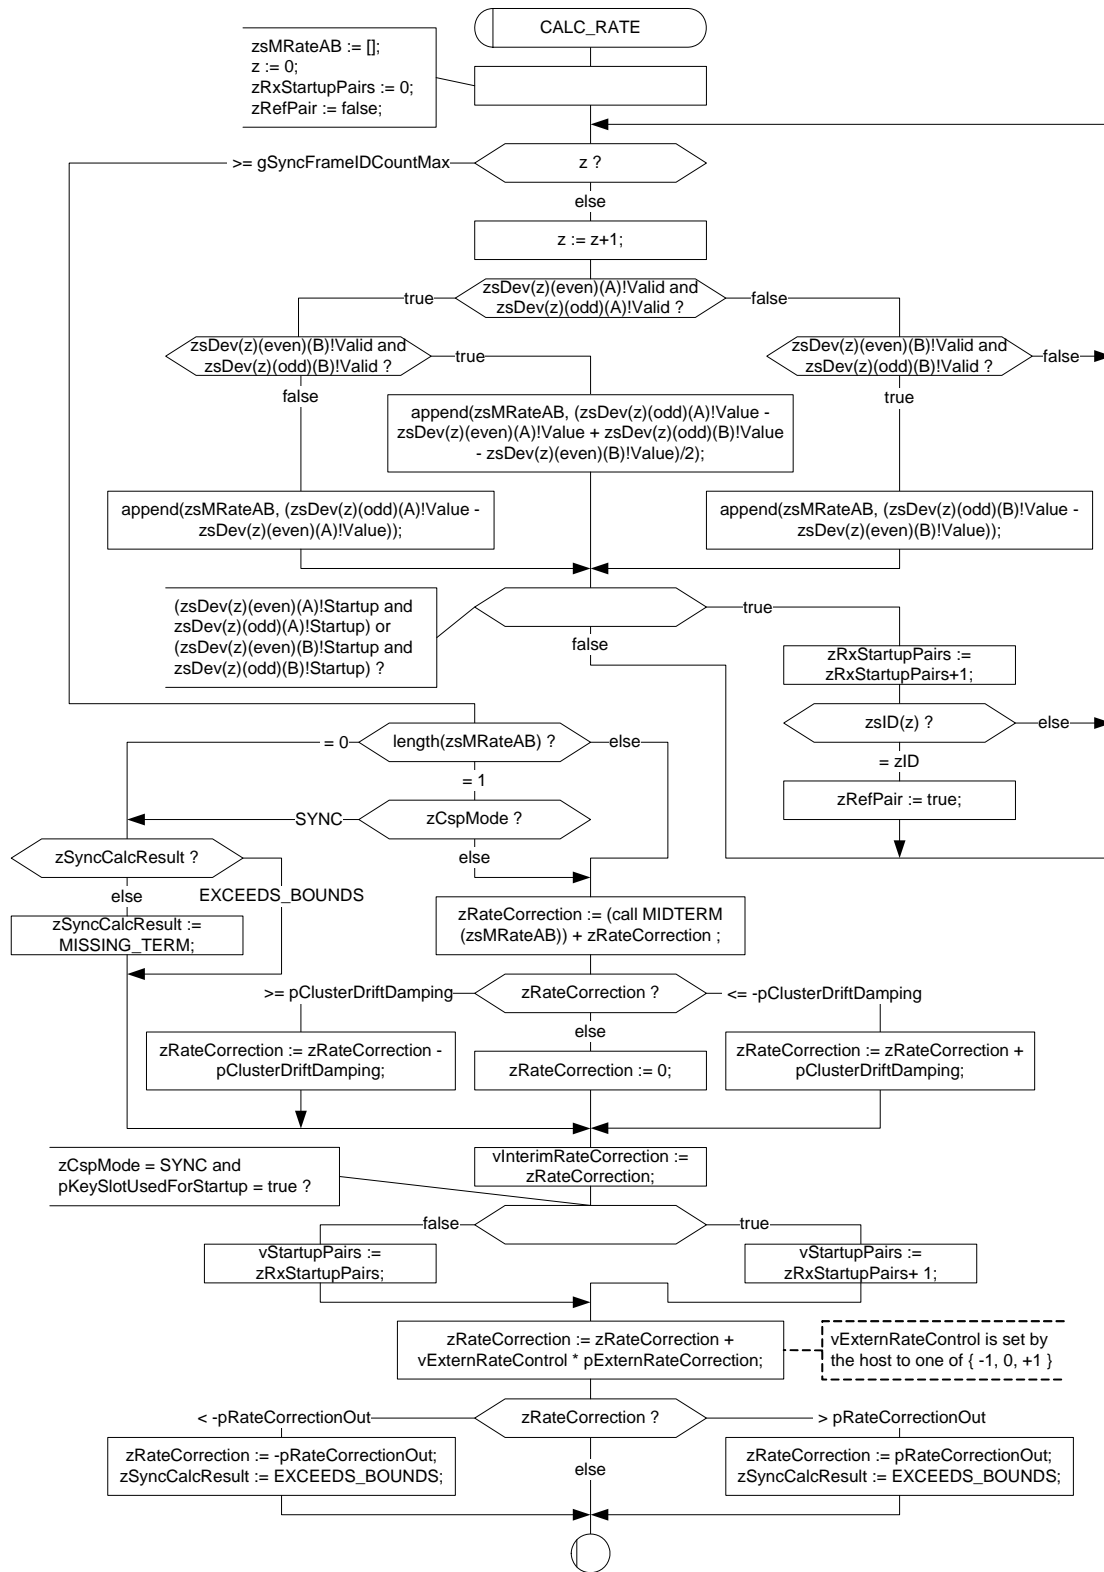 CALC_RATE
zsMRateAB := [];
z := 0;
zRxStartupPairs := 0;
zRefPair := false;
>= gSyncFrameIDCountMax
z ?
else
z := z+1;
true
zsDev(z)(even)(A)!Valid and
zsDev(z)(odd)(A)!Valid ?
false
zsDev(z)(even)(B)!Valid and
zsDev(z)(odd)(B)!Valid ?
true
zsDev(z)(even)(B)!Valid and
zsDev(z)(odd)(B)!Valid ?
false
false
true
append(zsMRateAB, (zsDev(z)(odd)(A)!Value -
zsDev(z)(even)(A)!Value + zsDev(z)(odd)(B)!Value
- zsDev(z)(even)(B)!Value)/2);
append(zsMRateAB, (zsDev(z)(odd)(A)!Value -
zsDev(z)(even)(A)!Value));
append(zsMRateAB, (zsDev(z)(odd)(B)!Value -
zsDev(z)(even)(B)!Value));
(zsDev(z)(even)(A)!Startup and
zsDev(z)(odd)(A)!Startup) or
(zsDev(z)(even)(B)!Startup and
zsDev(z)(odd)(B)!Startup) ?
true
false
zRxStartupPairs :=
zRxStartupPairs+1;
zsID(z) ?
else
= zID
zRefPair := true;
= 0
length(zsMRateAB) ?
else
= 1
SYNC
zCspMode ?
else
zSyncCalcResult ?
else
EXCEEDS_BOUNDS
zSyncCalcResult :=
MISSING_TERM;
zRateCorrection := (call MIDTERM
(zsMRateAB)) + zRateCorrection ;
>= pClusterDriftDamping
zRateCorrection ?
<= -pClusterDriftDamping
else
zRateCorrection := zRateCorrection -
pClusterDriftDamping;
zRateCorrection := 0;
zRateCorrection := zRateCorrection +
pClusterDriftDamping;
vInterimRateCorrection :=
zRateCorrection;
zCspMode = SYNC and
pKeySlotUsedForStartup = true ?
false
true
vStartupPairs :=
zRxStartupPairs;
vStartupPairs :=
zRxStartupPairs+ 1;
zRateCorrection := zRateCorrection +
vExternRateControl * pExternRateCorrection;
vExternRateControl is set by
the host to one of { -1, 0, +1 }
< -pRateCorrectionOut
zRateCorrection ?
> pRateCorrectionOut
zRateCorrection := -pRateCorrectionOut;
zSyncCalcResult := EXCEEDS_BOUNDS;
else
zRateCorrection := pRateCorrectionOut;
zSyncCalcResult := EXCEEDS_BOUNDS;